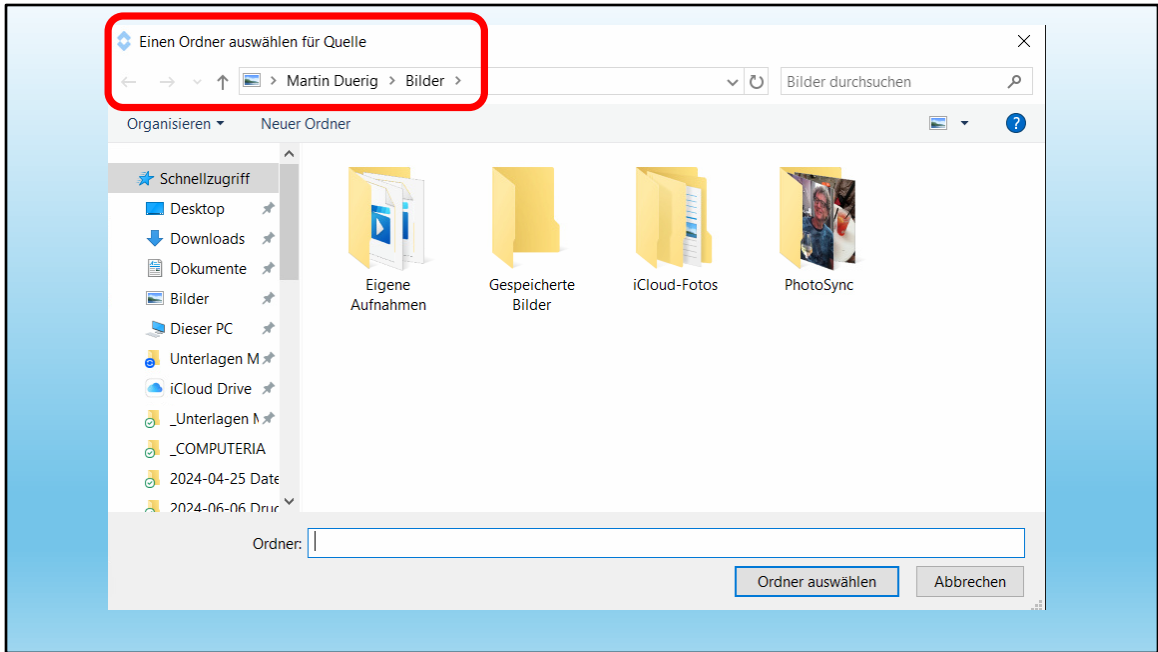 Einen Ordner auswählen für Quelle
Martin Duerig > Bilder >
Bilder durchsuchen
Organisieren
Neuer Ordner
Schnellzugriff
Desktop
Downloads
Dokumente
Bilder
Dieser PC
Unterlagen M
iCloud Drive
_Unterlagen
_COMPUTERIA
2024-04-25 Date
2024-06-06 Druc
Eigene
Aufnahmen
Gespeicherte
Bilder
iCloud-Fotos
PhotoSync
Ordner:
Ordner auswählen
Abbrechen